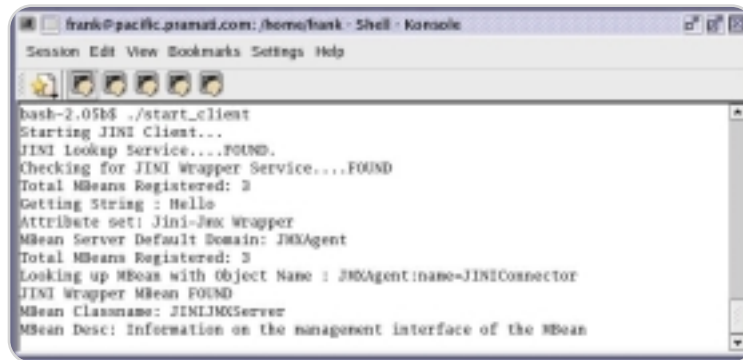 frank@pacific.pramati.com: /home/frank - Shell - Konsole
Session Edit View Bookmarks Settings Help
bash-2.05b$ ./start_client
Starting JINI Client...
JINI Lookup Service....FOUND.
Checking for JINI Wrapper Service....FOUND
Total MBeans Registered: 3
Getting String : Hello
Attribute set: Jini-Jmx Wrapper
MBean Server Default Domain: JMXAgent
Total MBeans Registered: 3
Looking up MBean with Object Name : JMXAgent:name=JINIConnector
JINI Wrapper MBean FOUND
MBean Classname: JINIJMXServer
MBean Desc: Information on the management interface of the MBean